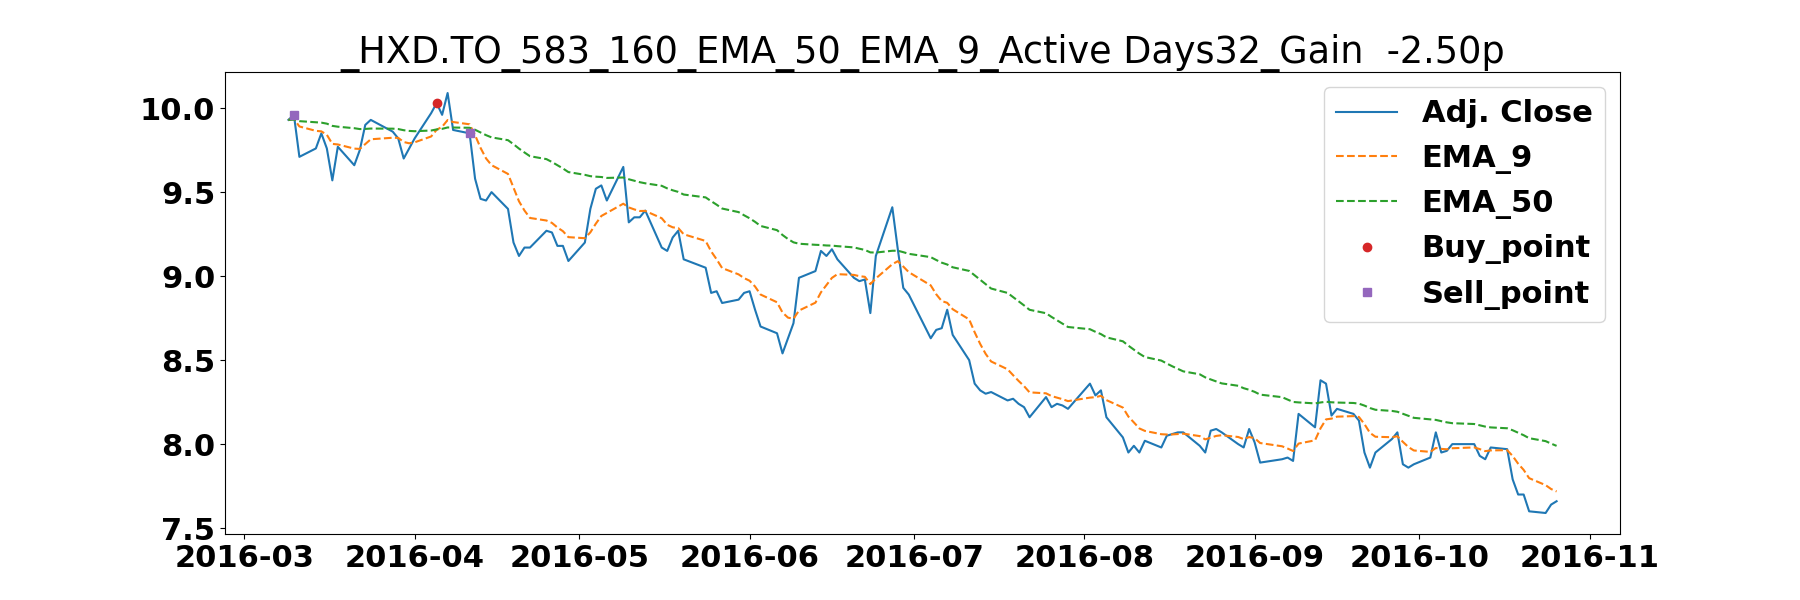 _HXD.TO_583_160_EMA_50_EMA_9_Active Days32_Gain  -2.50p
10.0
9.5
9.0
8.5
8.0
7.5
Adj. Close
EMA_9
EMA_50
Buy_point
Sell_point
2016-03 2016-04 2016-05 2016-06 2016-07 2016-08 2016-09 2016-10 2016-11